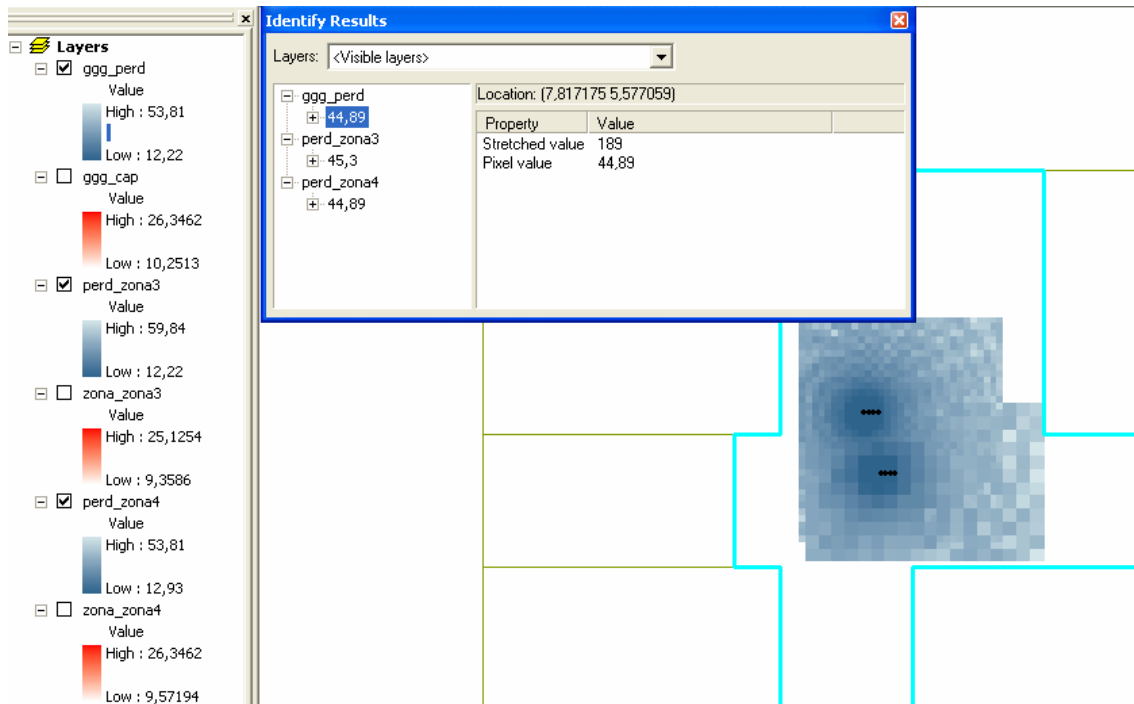 Layers
ggg_perd
Value
High : 53,81
Low : 12,22
ggg_cap
Value
High : 26,3462
Low : 10,2513
perd_zona3
Value
High : 59,84
Low : 12,22
zona_zona3
Value
High : 25,1254
Low : 9,3586
perd_zona4
Value
High : 53,81
Low : 12,93
zona_zona4
Value
High : 26,3462
Low : 9,57194
Identify Results
Layers: <Visible layers>
ggg_perd
44,89
perd_zona3
45,3
perd_zona4
44,89
Location: (7,817175 5,577059)
Property Value
Stretched value 189
Pixel value 44,89